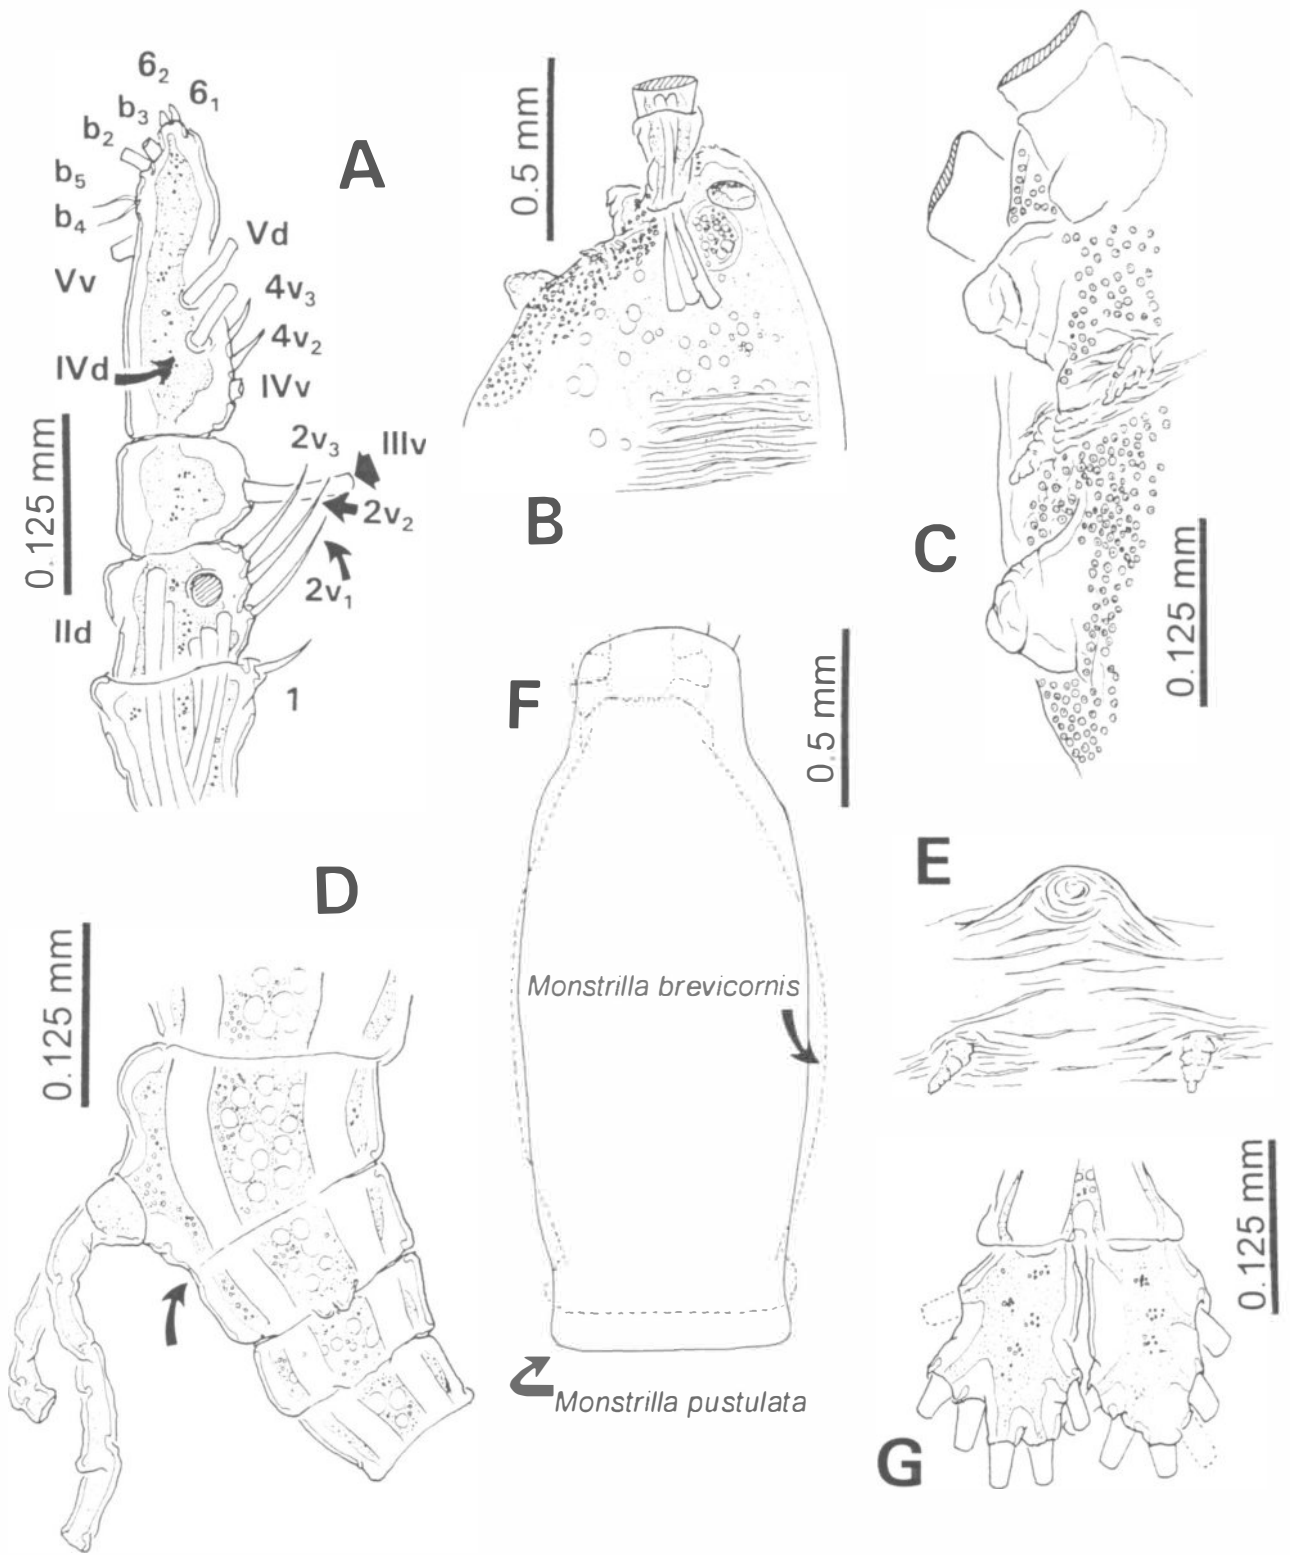 A
6₂
6₁
b₃
b₂
b₅
b₄
Vv
Vd
4v₃
4v₂
IVd
IVv
2v₃
IIIv
2v₂
2v₁
IId
1
0.125 mm
B
0.5 mm
C
0.125 mm
D
0.125 mm
E
F
0.5 mm
Monstrilla brevicornis
Monstrilla pustulata
G
0.125 mm